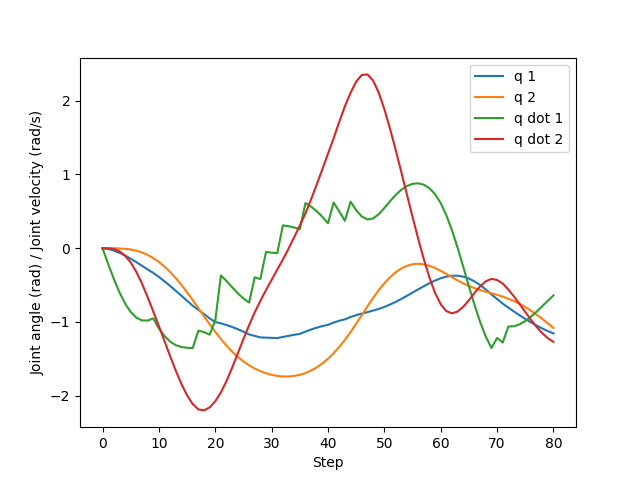 q 1
q 2
q dot 1
q dot 2
Joint angle (rad) / Joint velocity (rad/s)
2
1
0
−1
−2
0 10 20 30 40 50 60 70 80
Step